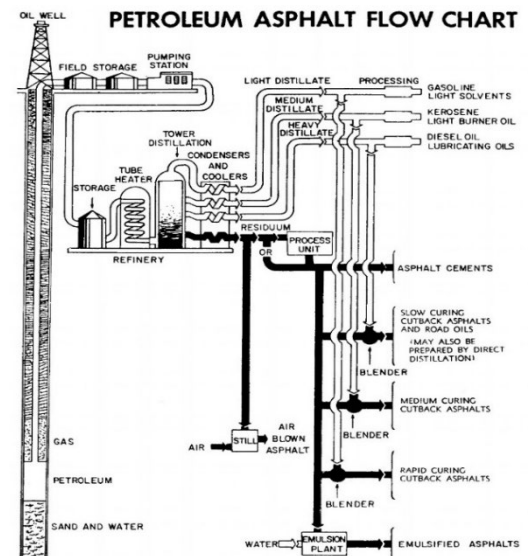 OIL WELL
PETROLEUM ASPHALT FLOW CHART
FIELD STORAGE
PUMPING
STATION
LIGHT DISTILLATE
PROCESSING
GASOLINE
LIGHT SOLVENTS
MEDIUM
DISTILLATE
KEROSENE
LIGHT BURNER OIL
HEAVY
DISTILLATE
DIESEL OIL
LUBRICATING OILS
TOWER
DISTILLATION
CONDENSERS
AND
COOLERS
TUBE
HEATER
STORAGE
REFINERY
RESIDUUM
OR
PROCESS
UNIT
ASPHALT CEMENTS
SLOW CURING
CUTBACK ASPHALTS
AND ROAD OILS
(MAY ALSO BE
PREPARED BY DIRECT
DISTILLATION)
BLENDER
MEDIUM CURING
CUTBACK ASPHALTS
BLENDER
AIR
STILL
AIR
BLOWN
ASPHALT
GAS
RAPID CURING
CUTBACK ASPHALTS
BLENDER
PETROLEUM
SAND AND WATER
WATER
EMULSION
PLANT
EMULSIFIED ASPHALTS